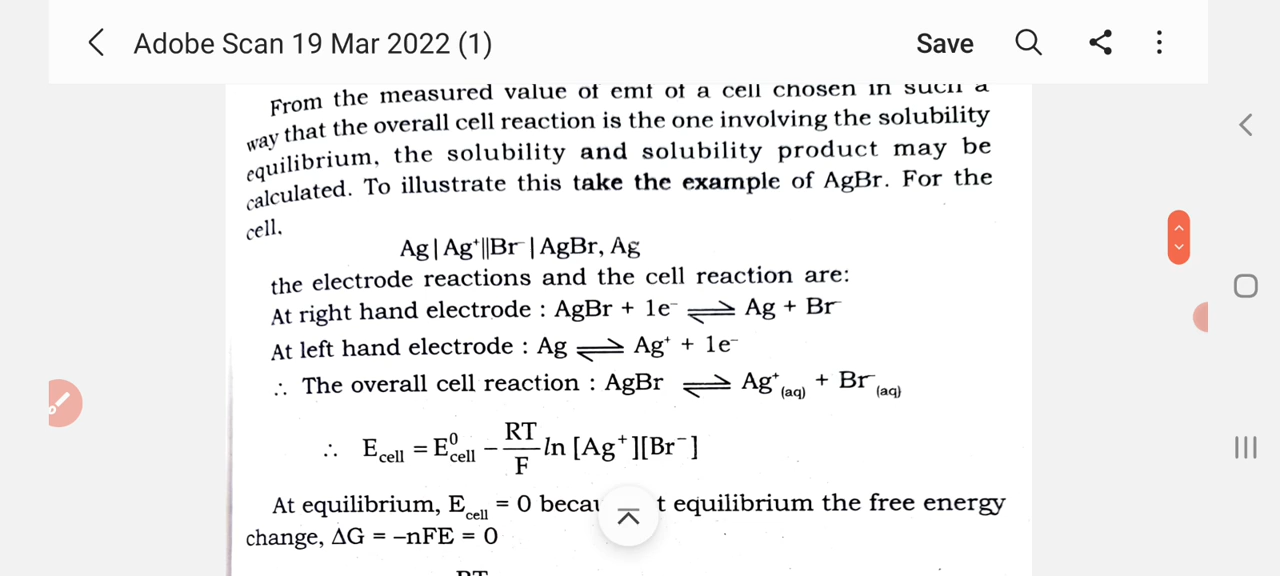 Adobe Scan 19 Mar 2022 (1)
Save
From the measured value of emf of a cell chosen in such a
way that the overall cell reaction is the one involving the solubility
equilibrium, the solubility and solubility product may be
calculated. To illustrate this take the example of AgBr. For the
cell,
Ag|Ag⁺||Br⁻|AgBr, Ag
the electrode reactions and the cell reaction are:
At right hand electrode : AgBr + 1e⁻ ⇌ Ag + Br⁻
At left hand electrode : Ag ⇌ Ag⁺ + 1e⁻
∴ The overall cell reaction : AgBr ⇌ Ag⁺(aq) + Br⁻(aq)
∴ E_cell = E⁰_cell − RT/F ln [Ag⁺][Br⁻]
At equilibrium, E_cell = 0 t equilibrium the free energy
change, ΔG = –nFE = 0
RT